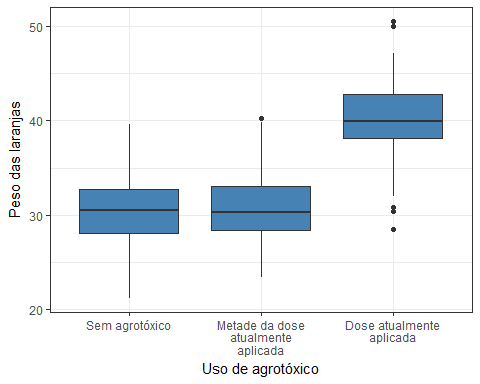 Peso das laranjas
50
40
30
20
Sem agrotóxico
Metade da dose
atualmente
aplicada
Dose atualmente
aplicada
Uso de agrotóxico